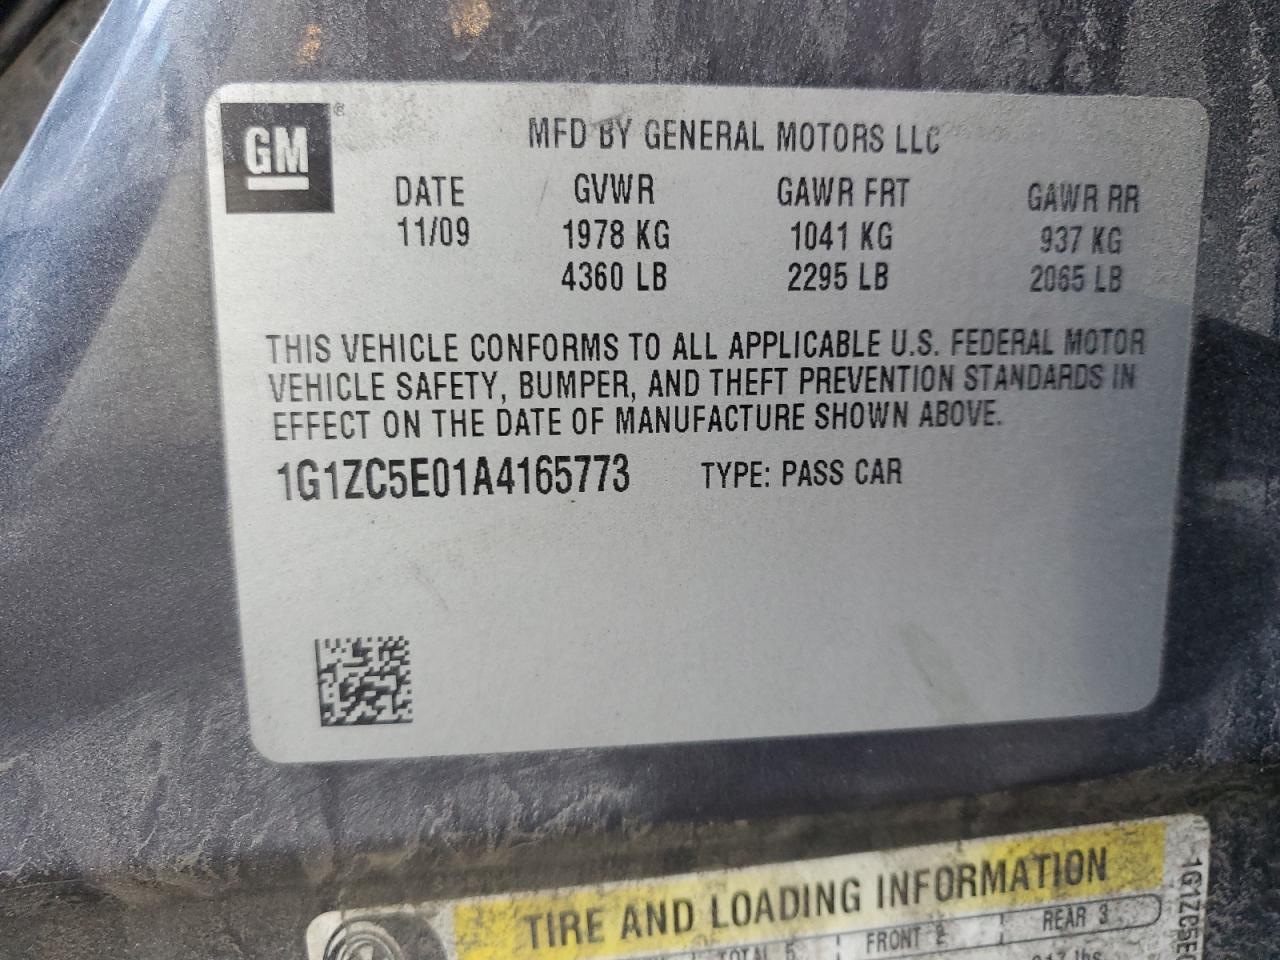 GM
MFD BY GENERAL MOTORS LLC
DATE GVWR GAWR FRT GAWR RR
11/09 1978 KG 1041 KG 937 KG
4360 LB 2295 LB 2065 LB
THIS VEHICLE CONFORMS TO ALL APPLICABLE U.S. FEDERAL MOTOR
VEHICLE SAFETY, BUMPER, AND THEFT PREVENTION STANDARDS IN
EFFECT ON THE DATE OF MANUFACTURE SHOWN ABOVE.
1G1ZC5E01A4165773 TYPE: PASS CAR
TIRE AND LOADING INFORMATION
TOTAL 5 FRONT 2 REAR 3
lbs